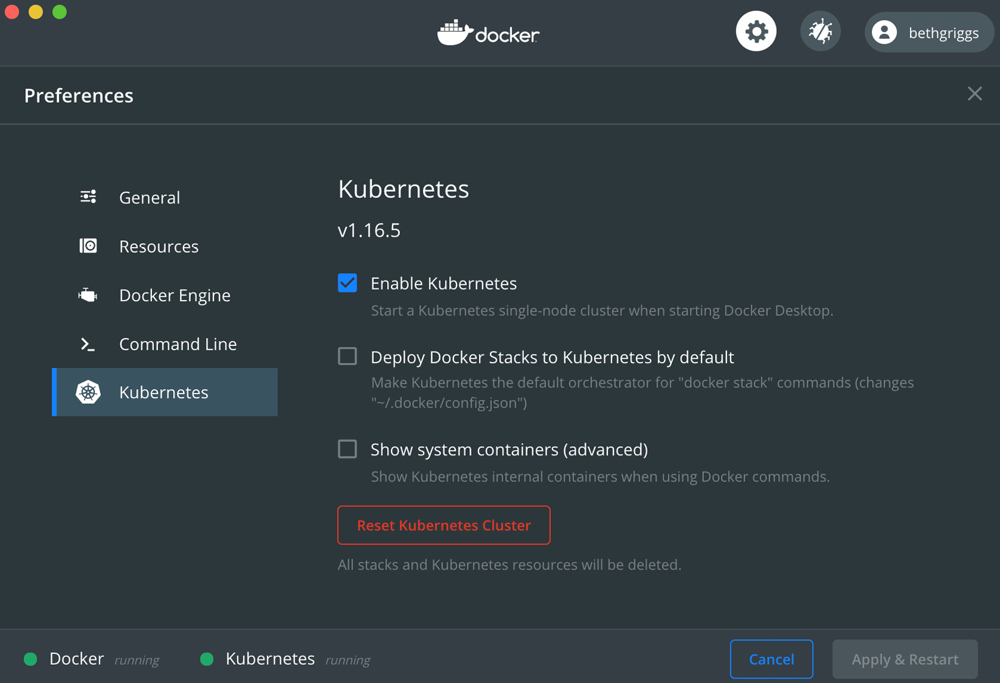 docker
bethgriggs
Preferences
General
Resources
Docker Engine
Command Line
Kubernetes
Kubernetes
v1.16.5
Enable Kubernetes
Start a Kubernetes single-node cluster when starting Docker Desktop.
Deploy Docker Stacks to Kubernetes by default
Make Kubernetes the default orchestrator for "docker stack" commands (changes
"~/.docker/config.json")
Show system containers (advanced)
Show Kubernetes internal containers when using Docker commands.
Reset Kubernetes Cluster
All stacks and Kubernetes resources will be deleted.
Docker running
Kubernetes running
Cancel
Apply & Restart